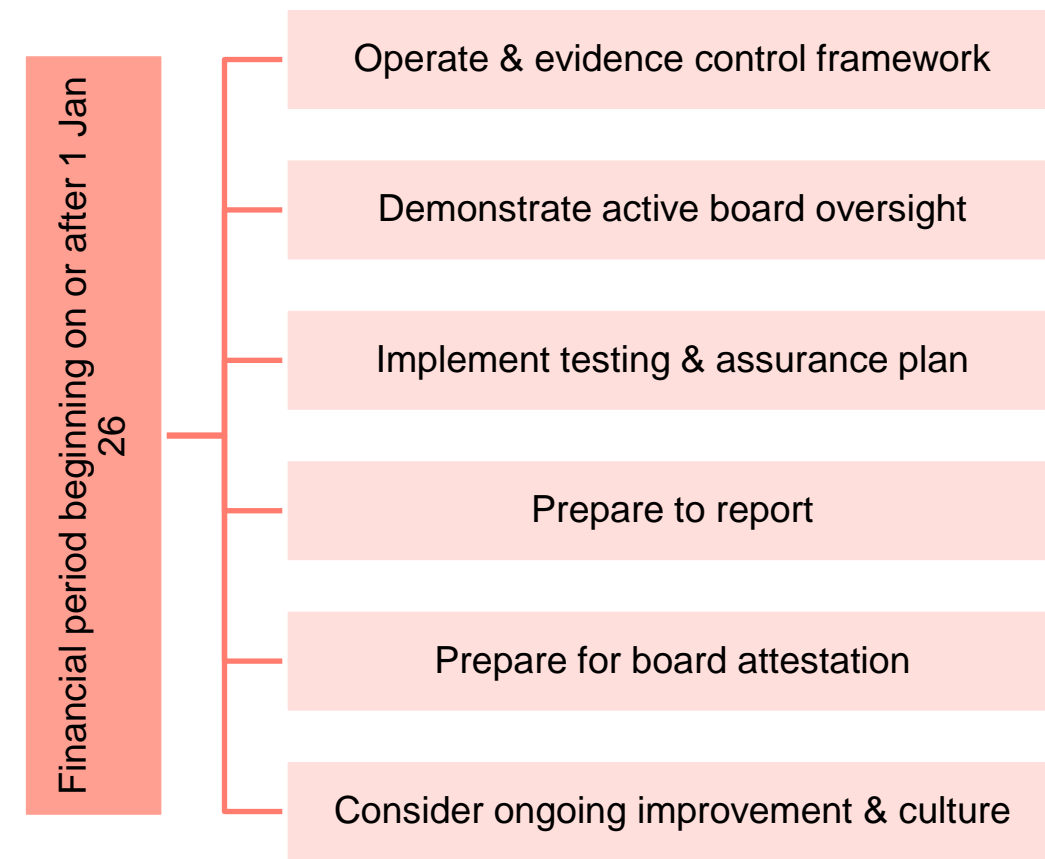 Financial period beginning on or after 1 Jan
26
Operate & evidence control framework
Demonstrate active board oversight
Implement testing & assurance plan
Prepare to report
Prepare for board attestation
Consider ongoing improvement & culture